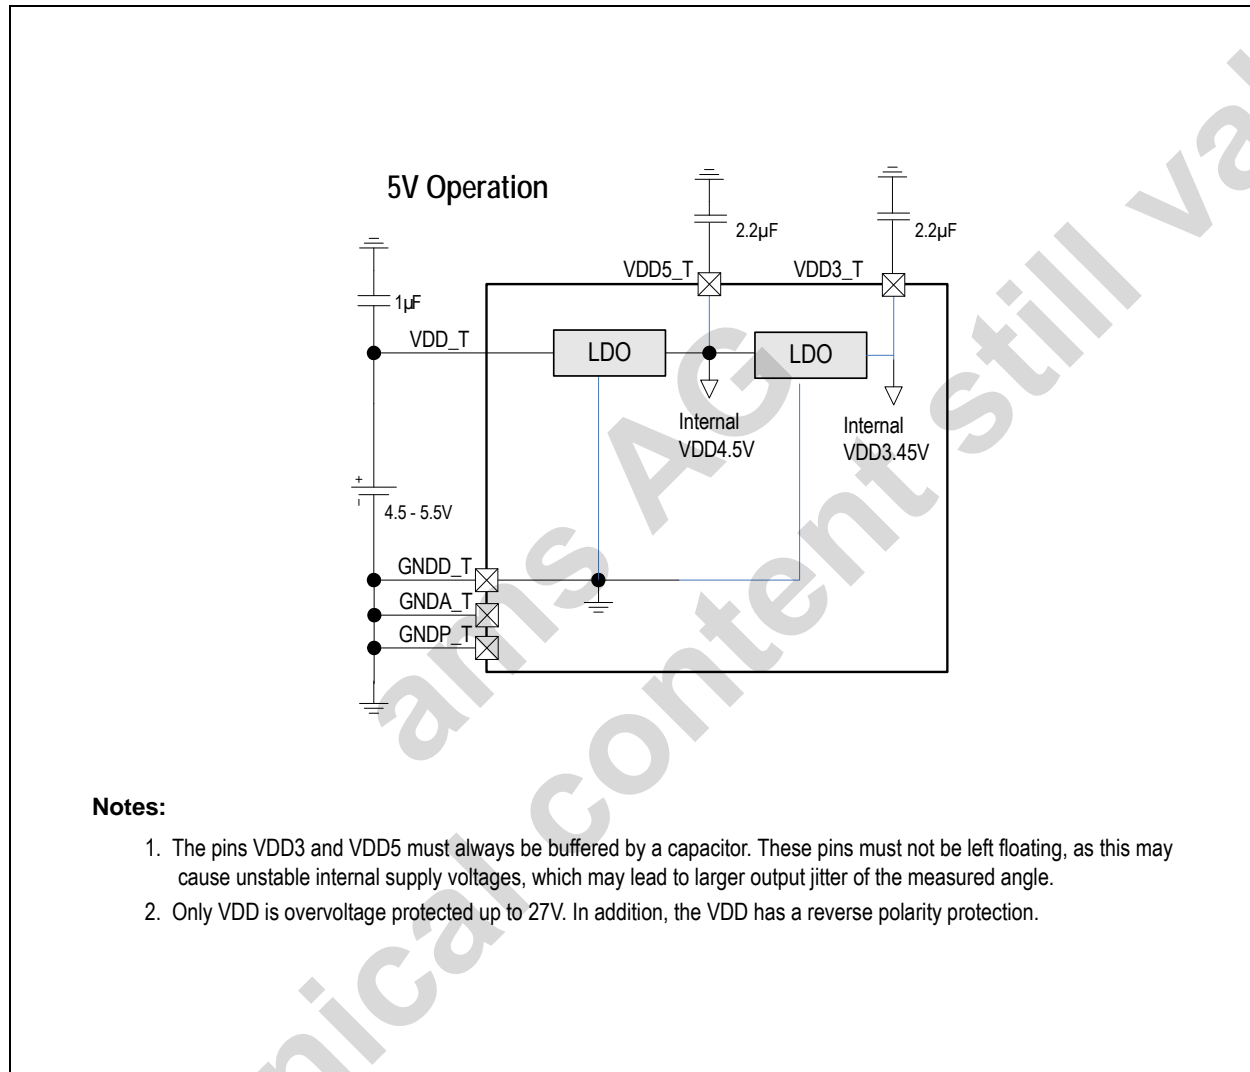 5V Operation
2.2µF
2.2µF
VDD5_T
VDD3_T
1µF
VDD_T
LDO
LDO
Internal
VDD4.5V
Internal
VDD3.45V
+
-
4.5 - 5.5V
GNDD_T
GNDA_T
GNDP_T
Notes:
1. The pins VDD3 and VDD5 must always be buffered by a capacitor. These pins must not be left floating, as this may
cause unstable internal supply voltages, which may lead to larger output jitter of the measured angle.
2. Only VDD is overvoltage protected up to 27V. In addition, the VDD has a reverse polarity protection.
ams AG
content still